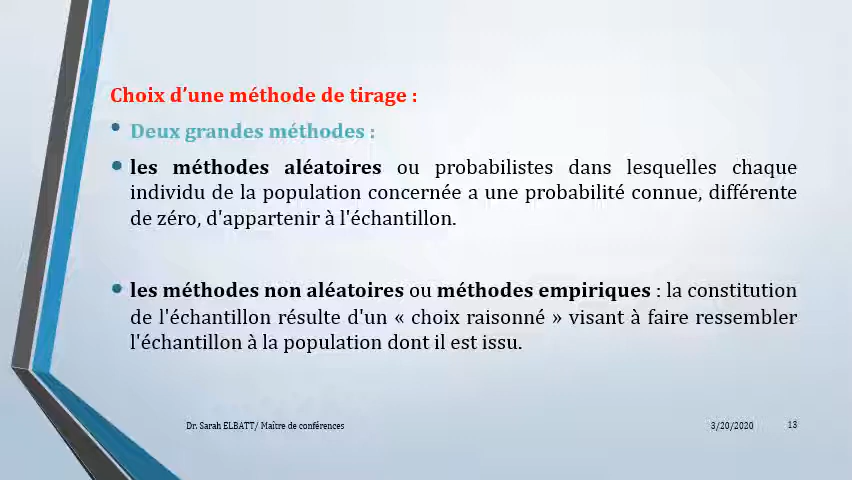 Choix d’une méthode de tirage :
• Deux grandes méthodes :
• les méthodes aléatoires ou probabilistes dans lesquelles chaque
individu de la population concernée a une probabilité connue, différente
de zéro, d'appartenir à l'échantillon.
• les méthodes non aléatoires ou méthodes empiriques : la constitution
de l'échantillon résulte d'un « choix raisonné » visant à faire ressembler
l'échantillon à la population dont il est issu.
Dr. Sarah ELBATT/ Maître de conférences
3/20/2020
13